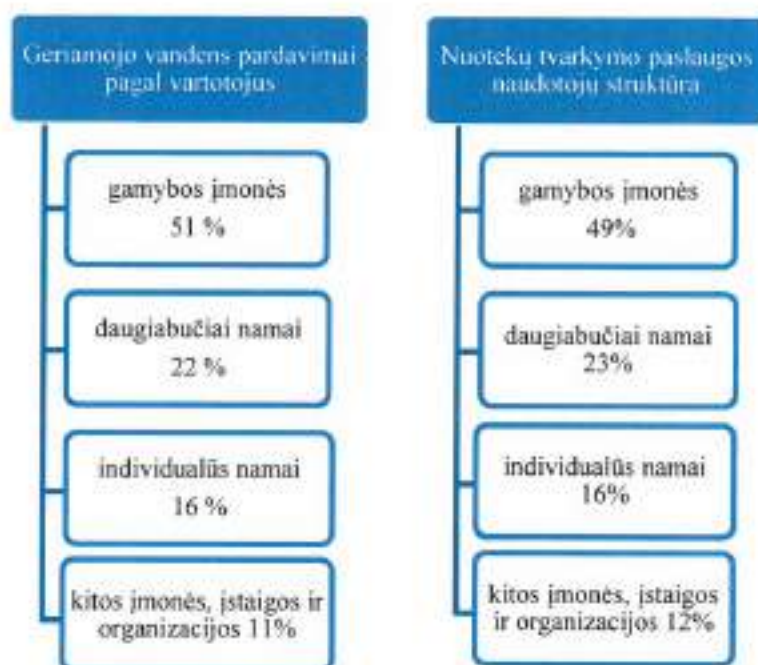 Geriamojo vandens pardavimai
pagal vartotojus
gamybos įmonės
51 %
daugiabučiai namai
22 %
individualūs namai
16 %
kitos įmonės, įstaigos ir
organizacijos 11%
Nuotekų tvarkymo paslaugos
naudotojų struktūra
gamybos įmonės
49%
daugiabučiai namai
23%
individualūs namai
16%
kitos įmonės, įstaigos
ir organizacijos 12%